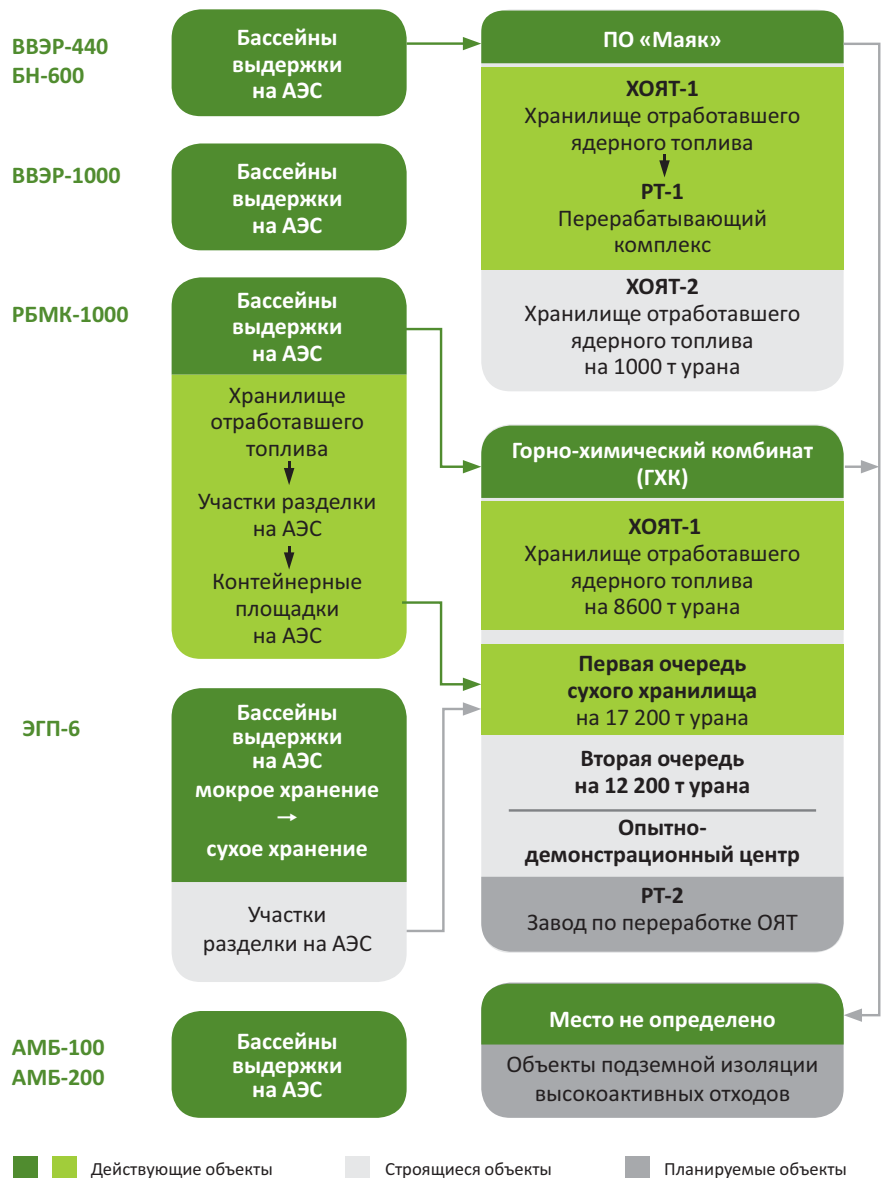 ВВЭР-440
БН-600
Бассейны
выдержки
на АЭС
ВВЭР-1000
Бассейны
выдержки
на АЭС
РБМК-1000
Бассейны
выдержки
на АЭС
Хранилище
отработавшего
топлива
Участки разделки
на АЭС
Контейнерные
площадки
на АЭС
ЭГП-6
Бассейны
выдержки
на АЭС
мокрое хранение
→
сухое хранение
Участки
разделки на АЭС
АМБ-100
АМБ-200
Бассейны
выдержки
на АЭС
ПО «Маяк»
ХОЯТ-1
Хранилище отработавшего
ядерного топлива
РТ-1
Перерабатывающий
комплекс
ХОЯТ-2
Хранилище отработавшего
ядерного топлива
на 1000 т урана
Горно-химический комбинат
(ГХК)
ХОЯТ-1
Хранилище отработавшего
ядерного топлива
на 8600 т урана
Первая очередь
сухого хранилища
на 17 200 т урана
Вторая очередь
на 12 200 т урана
Опытно-
демонстрационный центр
РТ-2
Завод по переработке ОЯТ
Место не определено
Объекты подземной изоляции
высокоактивных отходов
Действующие объекты
Строящиеся объекты
Планируемые объекты